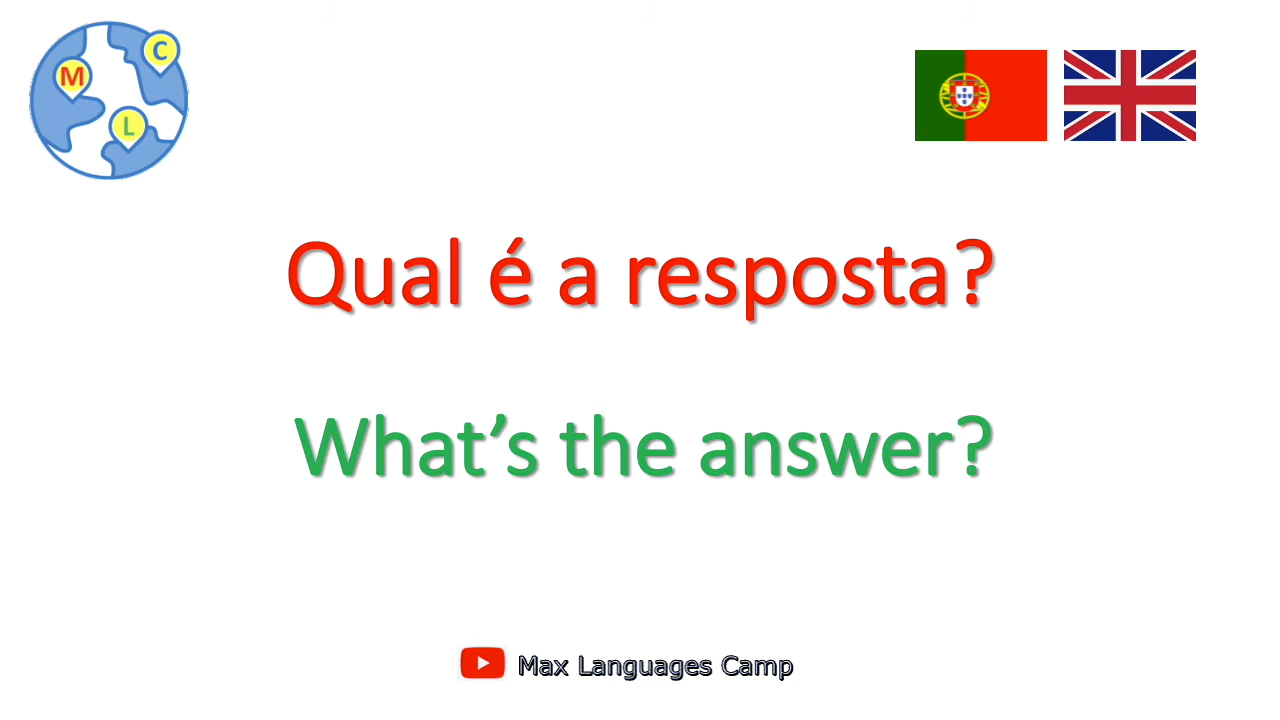 M
C
L
Qual é a resposta?
What's the answer?
Max Languages Camp